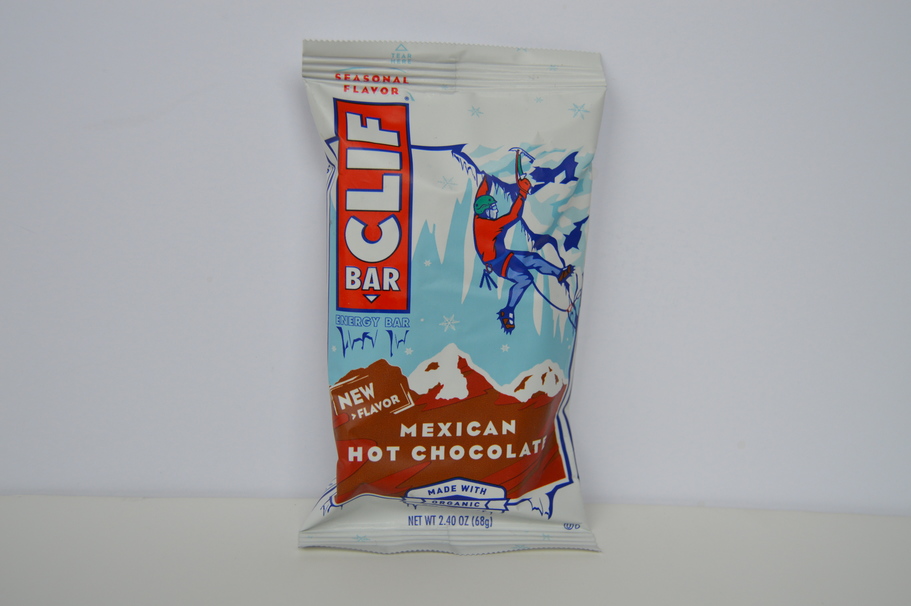 SEASONAL
FLAVOR
CLIF
BAR
ENERGY BAR
NEW
> FLAVOR
MEXICAN
HOT CHOCOLATE
MADE WITH
ORGANIC
NET WT 2.40 OZ (68g)